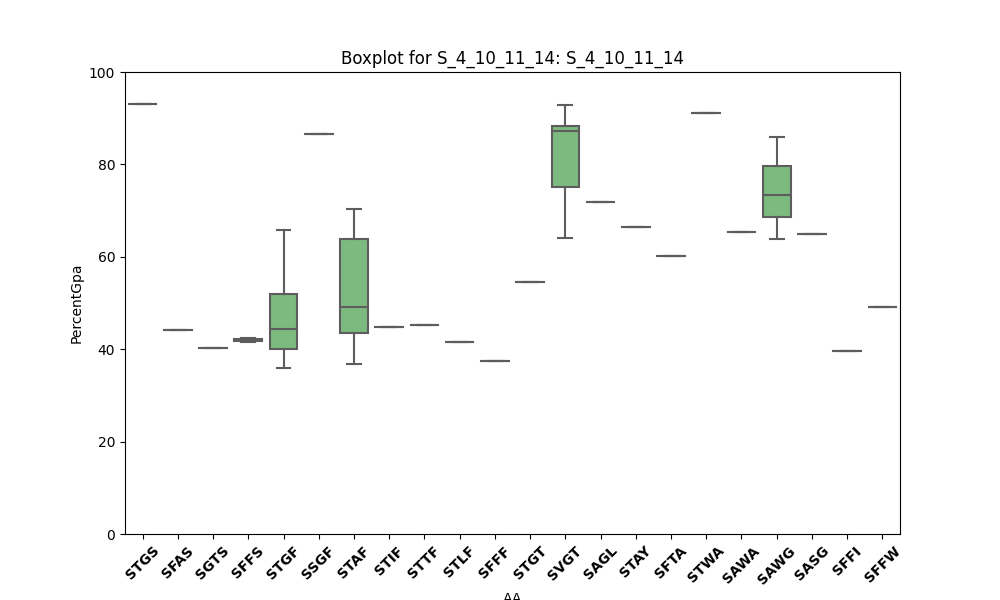 Boxplot for S_4_10_11_14: S_4_10_11_14
100
80
60
40
20
0
PercentGpa
STGS SFAS SGTS SFFS STGF SSGF STAF STIF STTF STLF SFFF STGT SVGT SAGL STAY SFTA STWA SAWA SAWG SASG SFFI SFFW
AA